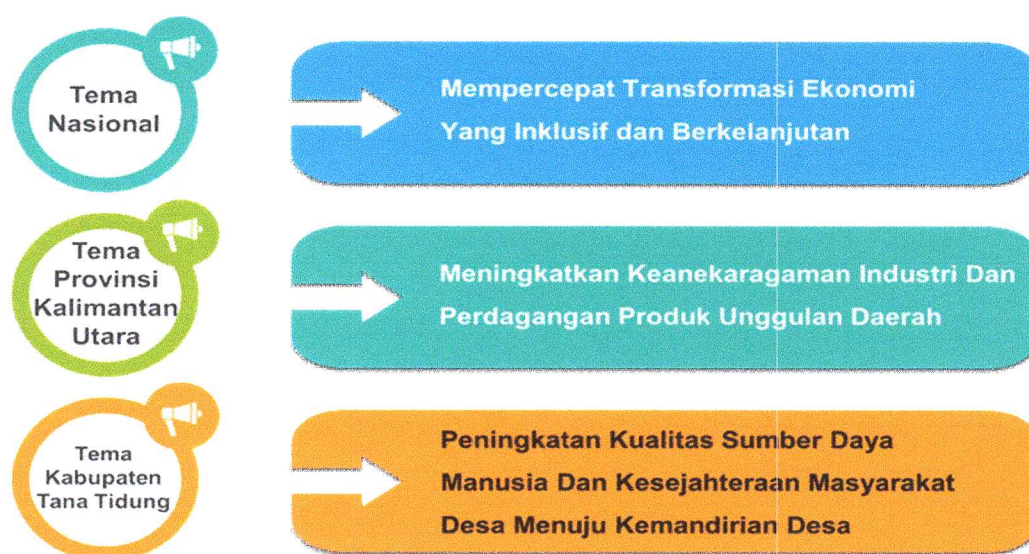 Tema
Nasional
Mempercepat Transformasi Ekonomi
Yang Inklusif dan Berkelanjutan
Tema
Provinsi
Kalimantan
Utara
Meningkatkan Keanekaragaman Industri Dan
Perdagangan Produk Unggulan Daerah
Tema
Kabupaten
Tana Tidung
Peningkatan Kualitas Sumber Daya
Manusia Dan Kesejahteraan Masyarakat
Desa Menuju Kemandirian Desa